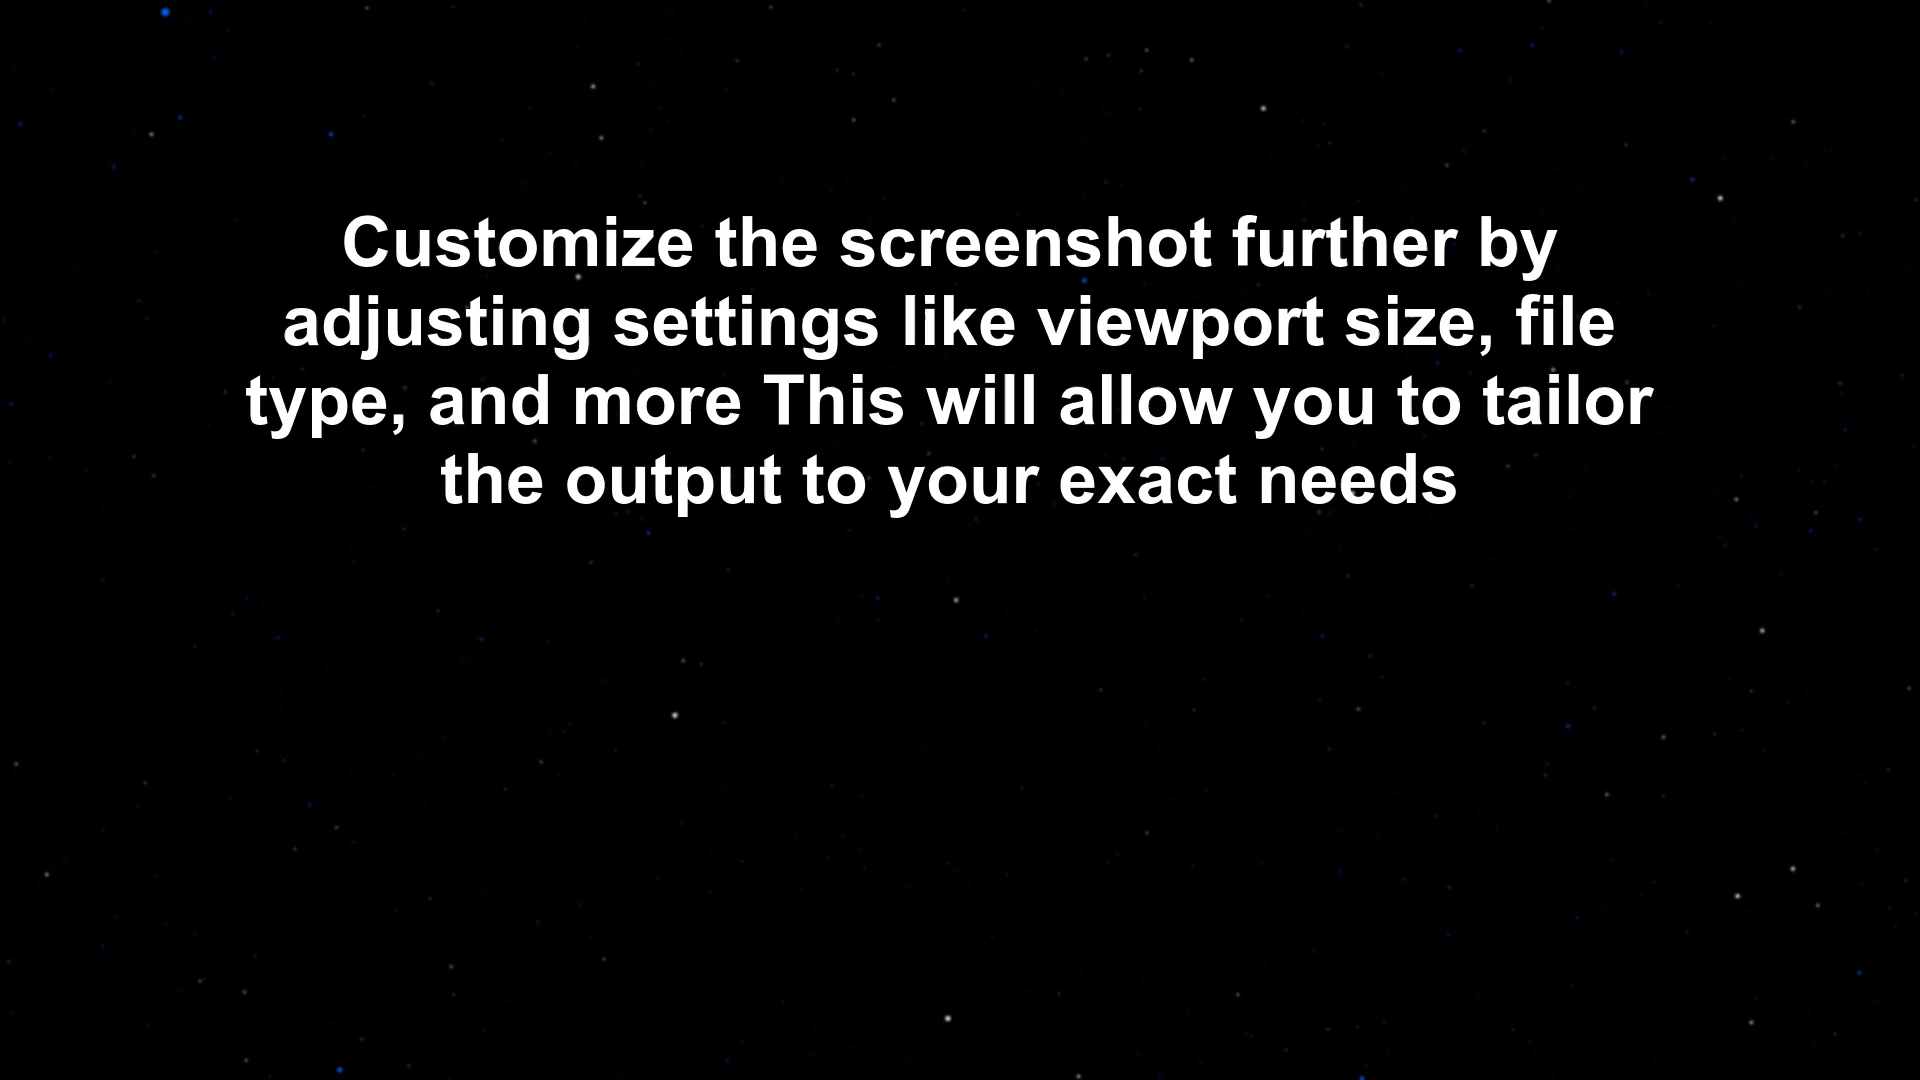 Customize the screenshot further by
adjusting settings like viewport size, file
type, and more This will allow you to tailor
the output to your exact needs